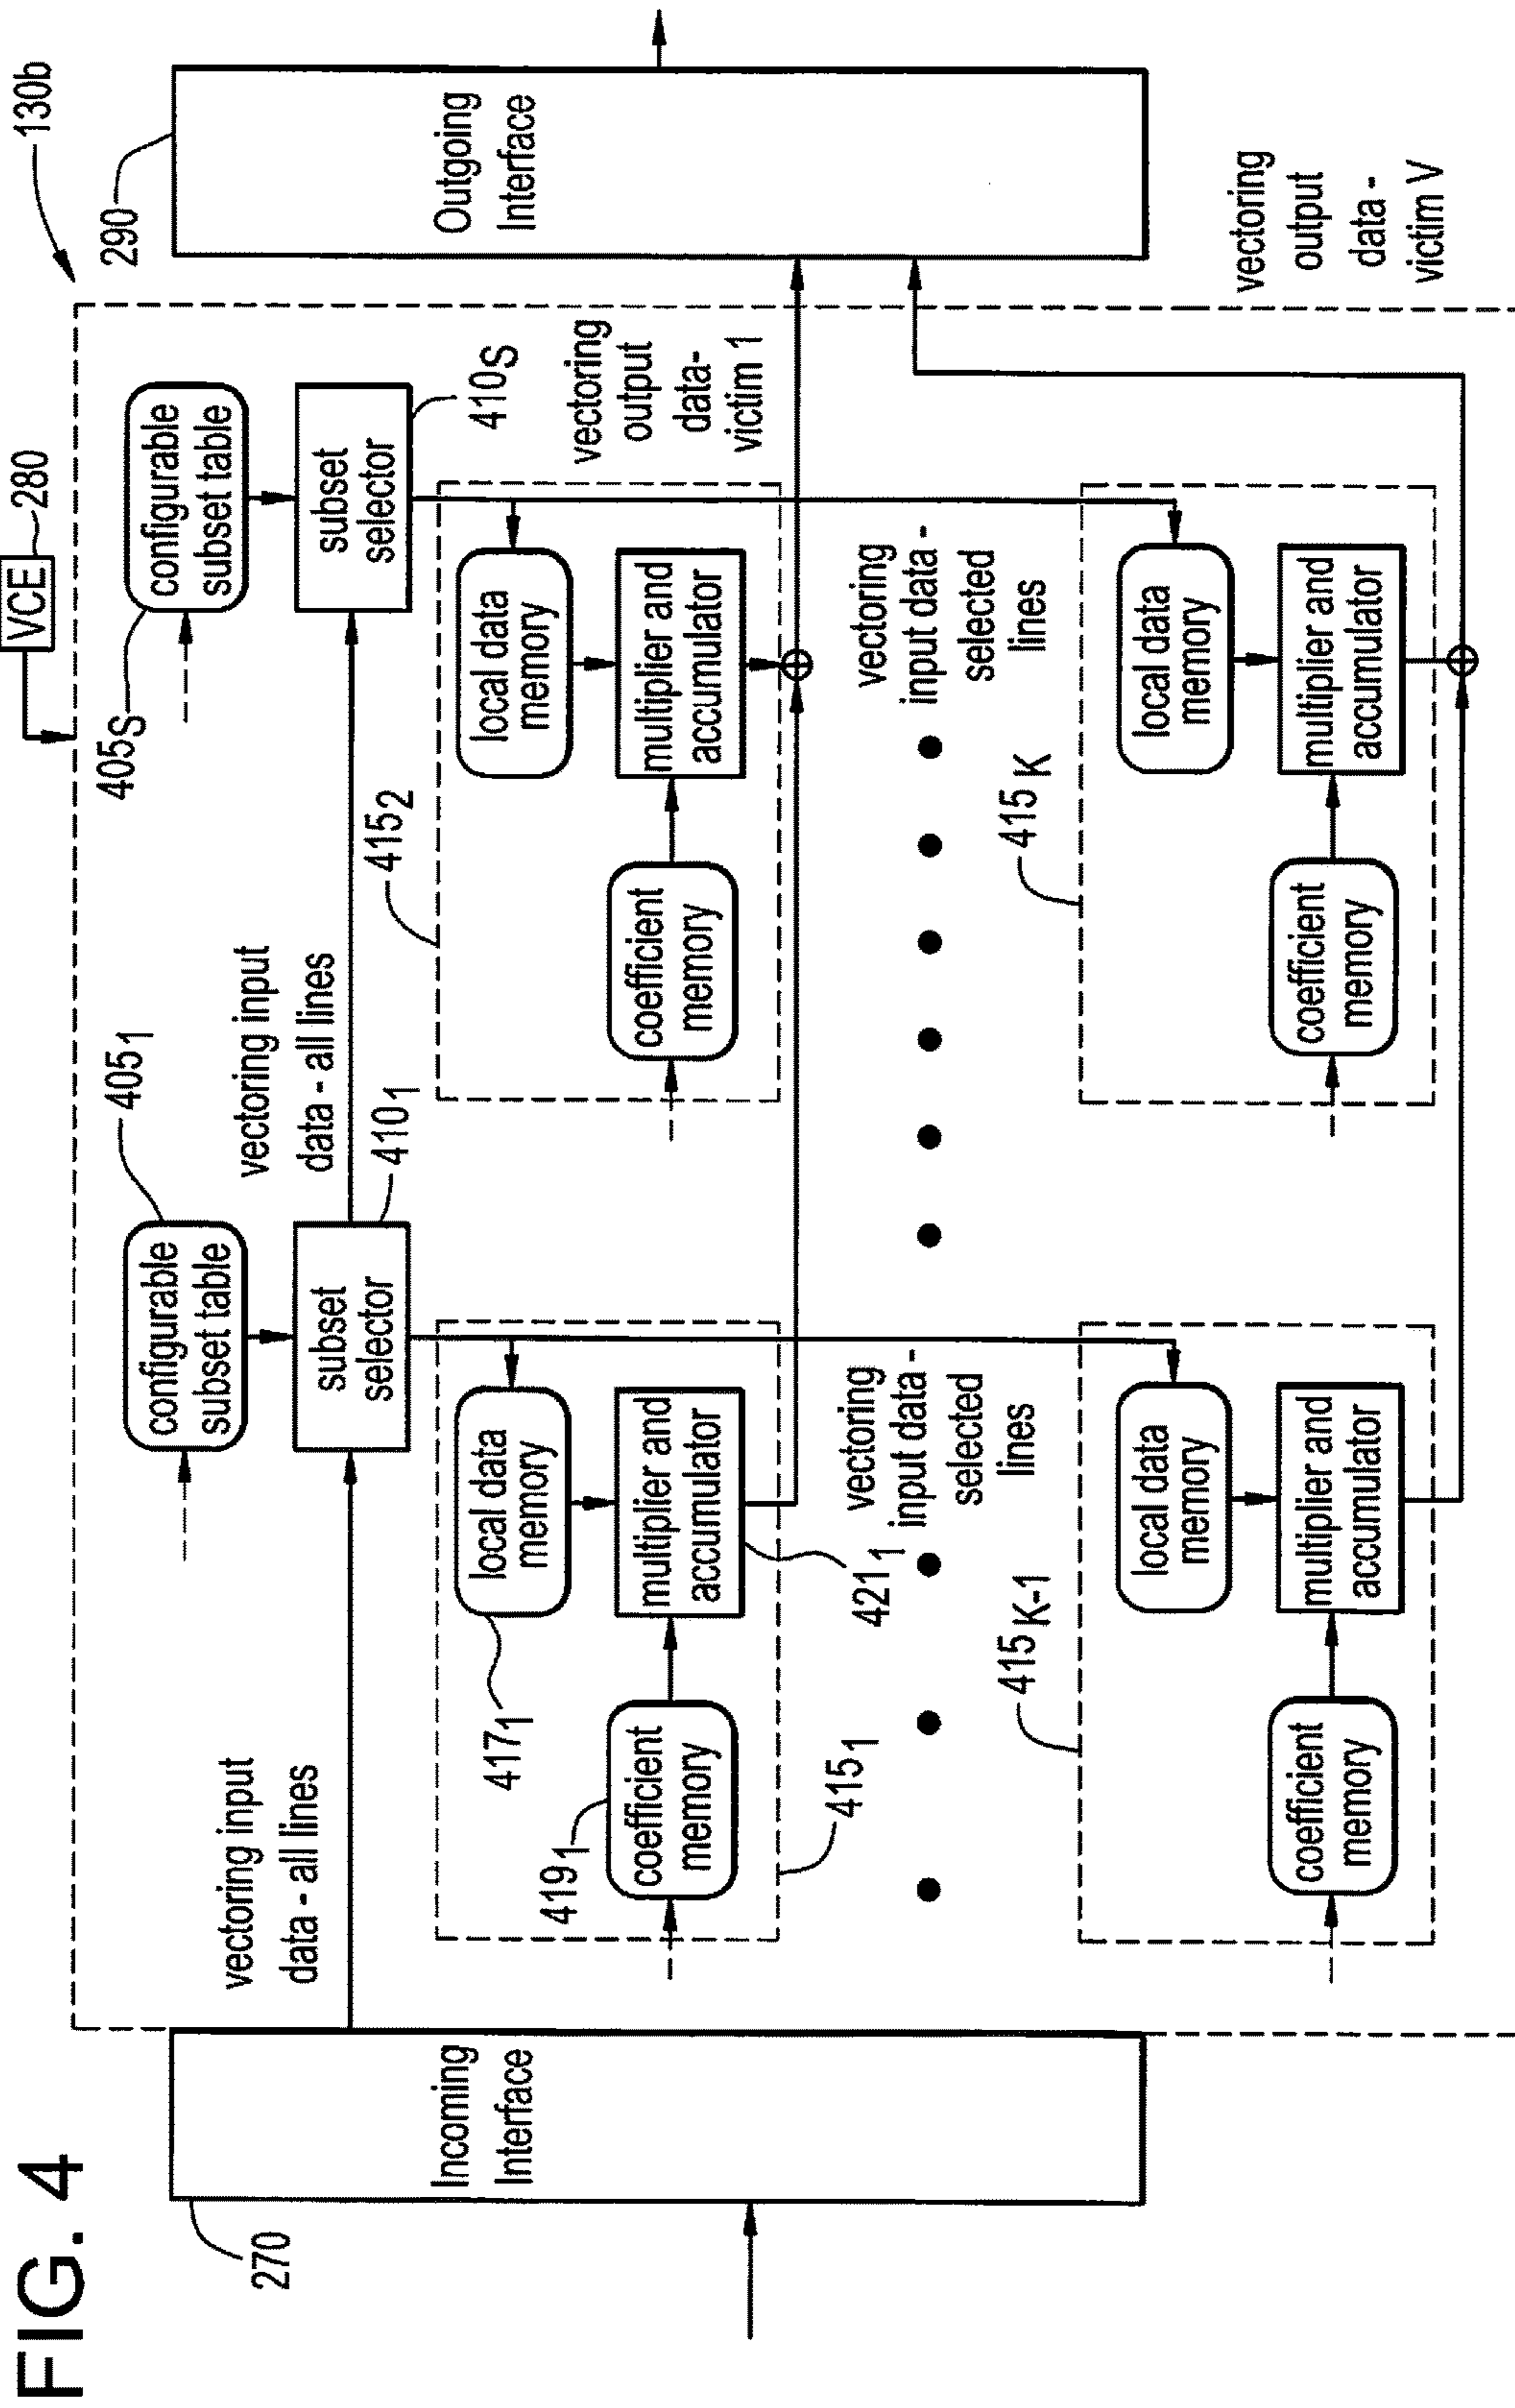 FIG. 4
VCE
280
130b
405S
configurable
subset table
subset
selector
410S
405₁
configurable
subset table
subset
selector
410₁
vectoring input
data - all lines
vectoring input
data - all lines
270
Incoming
Interface
290
Outgoing
Interface
417₁
local data
memory
419₁
coefficient
memory
multiplier and
accumulator
421₁
415₁
415₂
local data
memory
coefficient
memory
multiplier and
accumulator
vectoring
output
data-
victim 1
vectoring
input data -
selected
lines
vectoring
input data -
selected
lines
415K-1
local data
memory
coefficient
memory
multiplier and
accumulator
415K
local data
memory
coefficient
memory
multiplier and
accumulator
vectoring
output
data -
victim V